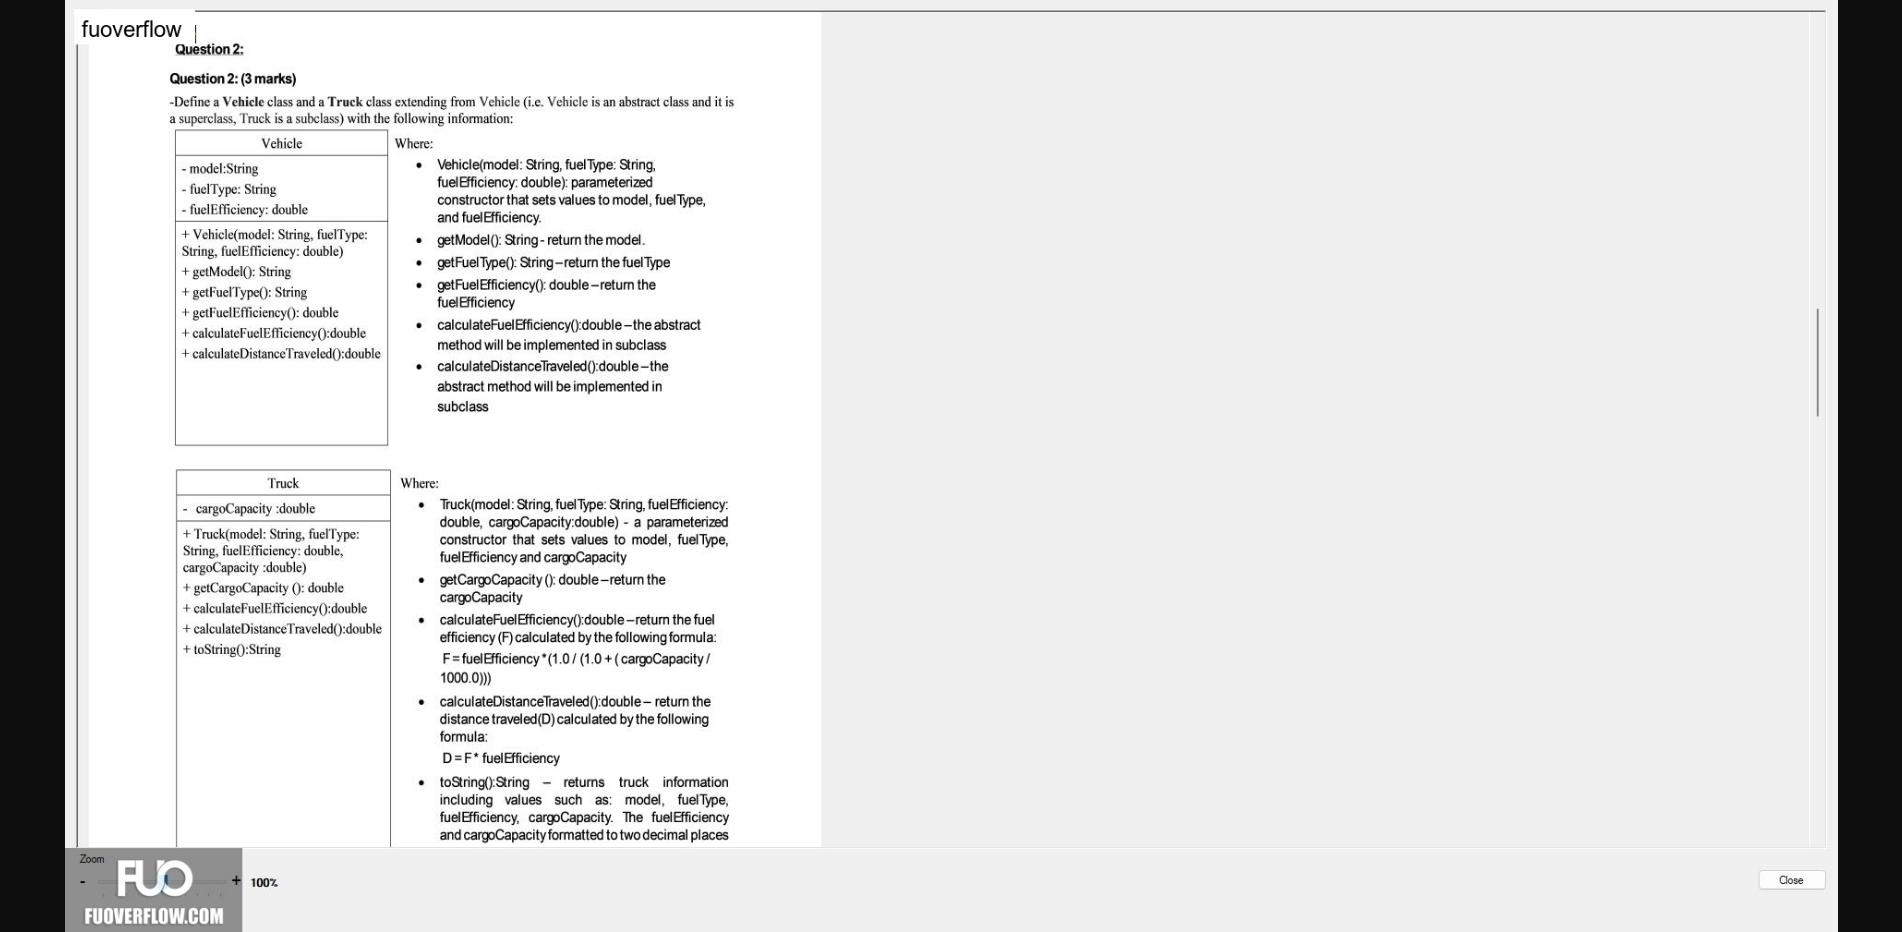 fuoverflow
Question 2:
Question 2: (3 marks)
-Define a Vehicle class and a Truck class extending from Vehicle (i.e. Vehicle is an abstract class and it is
a superclass, Truck is a subclass) with the following information:
Vehicle
- model:String
- fuelType: String
- fuelEfficiency: double
+ Vehicle(model: String, fuelType:
String, fuelEfficiency: double)
+ getModel(): String
+ getFuelType(): String
+ getFuelEfficiency(): double
+ calculateFuelEfficiency():double
+ calculateDistanceTraveled():double
Where:
• Vehicle(model: String, fuelType: String,
fuelEfficiency: double): parameterized
constructor that sets values to model, fuelType,
and fuelEfficiency.
• getModel(): String - return the model.
• getFuelType(): String – return the fuelType
• getFuelEfficiency(): double – return the
fuelEfficiency
• calculateFuelEfficiency():double – the abstract
method will be implemented in subclass
• calculateDistanceTraveled():double – the
abstract method will be implemented in
subclass
Truck
- cargoCapacity :double
+ Truck(model: String, fuelType:
String, fuelEfficiency: double,
cargoCapacity :double)
+ getCargoCapacity (): double
+ calculateFuelEfficiency():double
+ calculateDistanceTraveled():double
+ toString():String
Where:
• Truck(model: String, fuelType: String, fuelEfficiency:
double, cargoCapacity:double) - a parameterized
constructor that sets values to model, fuelType,
fuelEfficiency and cargoCapacity
• getCargoCapacity (): double – return the
cargoCapacity
• calculateFuelEfficiency():double – return the fuel
efficiency (F) calculated by the following formula:
F = fuelEfficiency * (1.0 / (1.0 + ( cargoCapacity /
1000.0)))
• calculateDistanceTraveled():double – return the
distance traveled(D) calculated by the following
formula:
D = F * fuelEfficiency
• toString():String – returns truck information
including values such as: model, fuelType,
fuelEfficiency, cargoCapacity. The fuelEfficiency
and cargoCapacity formatted to two decimal places
Zoom
- + 100%
Close
FUO
FUOVERFLOW.COM